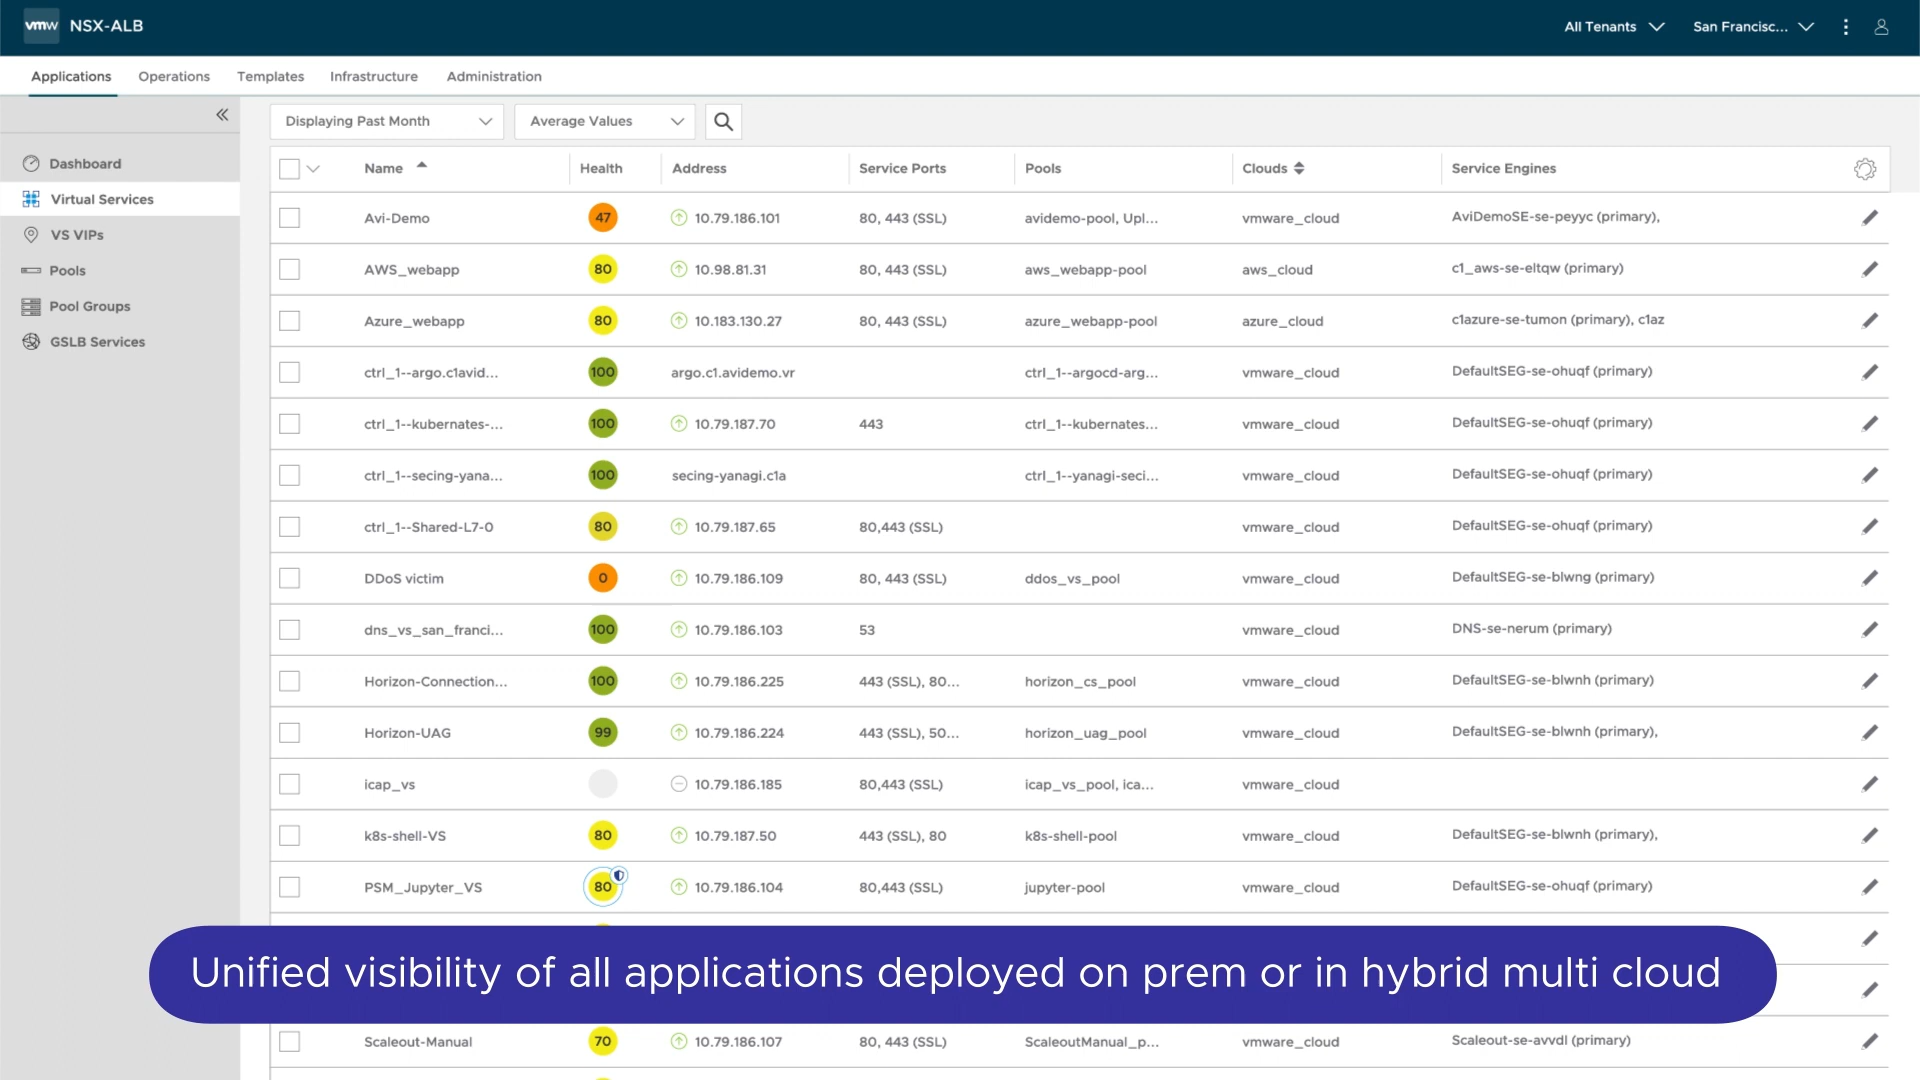 vmw NSX-ALB All Tenants San Francisc...
Applications Operations Templates Infrastructure Administration
Displaying Past Month Average Values
Dashboard
Virtual Services
VS VIPs
Pools
Pool Groups
GSLB Services
Name Health Address Service Ports Pools Clouds Service Engines
Avi-Demo 47 10.79.186.101 80, 443 (SSL) avidemo-pool, Upl... vmware_cloud AviDemoSE-se-peyyc (primary),
AWS_webapp 80 10.98.81.31 80, 443 (SSL) aws_webapp-pool aws_cloud c1_aws-se-eltqw (primary)
Azure_webapp 80 10.183.130.27 80, 443 (SSL) azure_webapp-pool azure_cloud c1azure-se-tumon (primary), c1az
ctrl_1--argo.c1avid... 100 argo.c1.avidemo.vr ctrl_1--argocd-arg... vmware_cloud DefaultSEG-se-ohuqf (primary)
ctrl_1--kubernates-... 100 10.79.187.70 443 ctrl_1--kubernates... vmware_cloud DefaultSEG-se-ohuqf (primary)
ctrl_1--secing-yana... 100 secing-yanagi.c1a ctrl_1--yanagi-seci... vmware_cloud DefaultSEG-se-ohuqf (primary)
ctrl_1--Shared-L7-0 80 10.79.187.65 80,443 (SSL) vmware_cloud DefaultSEG-se-ohuqf (primary)
DDoS victim 0 10.79.186.109 80, 443 (SSL) ddos_vs_pool vmware_cloud DefaultSEG-se-blwng (primary)
dns_vs_san_franci... 100 10.79.186.103 53 vmware_cloud DNS-se-nerum (primary)
Horizon-Connection... 100 10.79.186.225 443 (SSL), 80... horizon_cs_pool vmware_cloud DefaultSEG-se-blwnh (primary)
Horizon-UAG 99 10.79.186.224 443 (SSL), 50... horizon_uag_pool vmware_cloud DefaultSEG-se-blwnh (primary),
icap_vs 10.79.186.185 80,443 (SSL) icap_vs_pool, ica... vmware_cloud
k8s-shell-VS 80 10.79.187.50 443 (SSL), 80 k8s-shell-pool vmware_cloud DefaultSEG-se-blwnh (primary),
PSM_Jupyter_VS 80 10.79.186.104 80,443 (SSL) jupyter-pool vmware_cloud DefaultSEG-se-ohuqf (primary)
Unified visibility of all applications deployed on prem or in hybrid multi cloud
Scaleout-Manual 70 10.79.186.107 80, 443 (SSL) ScaleoutManual_p... vmware_cloud Scaleout-se-avvdl (primary)